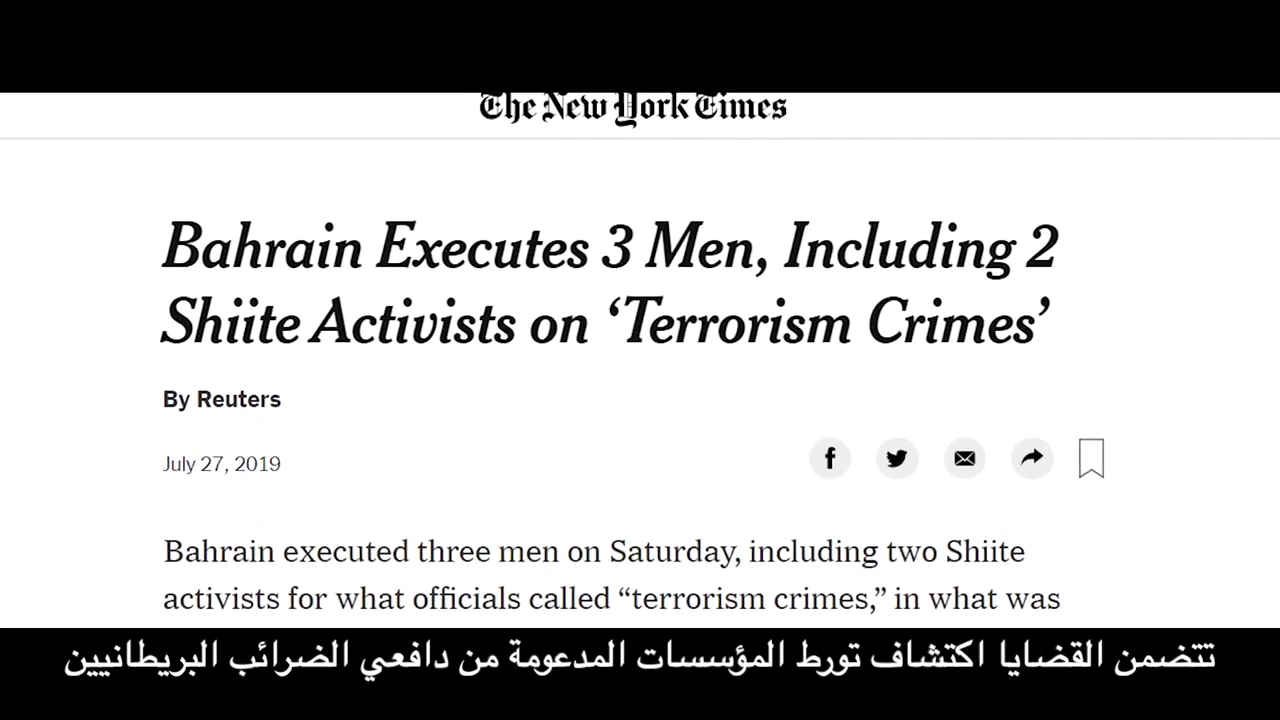 The New York Times
Bahrain Executes 3 Men, Including 2
Shiite Activists on ‘Terrorism Crimes’
By Reuters
July 27, 2019
Bahrain executed three men on Saturday, including two Shiite
activists for what officials called “terrorism crimes,” in what was
تتضمن القضايا اكتشاف تورط المؤسسات المدعومة من دافعي الضرائب البريطانيين